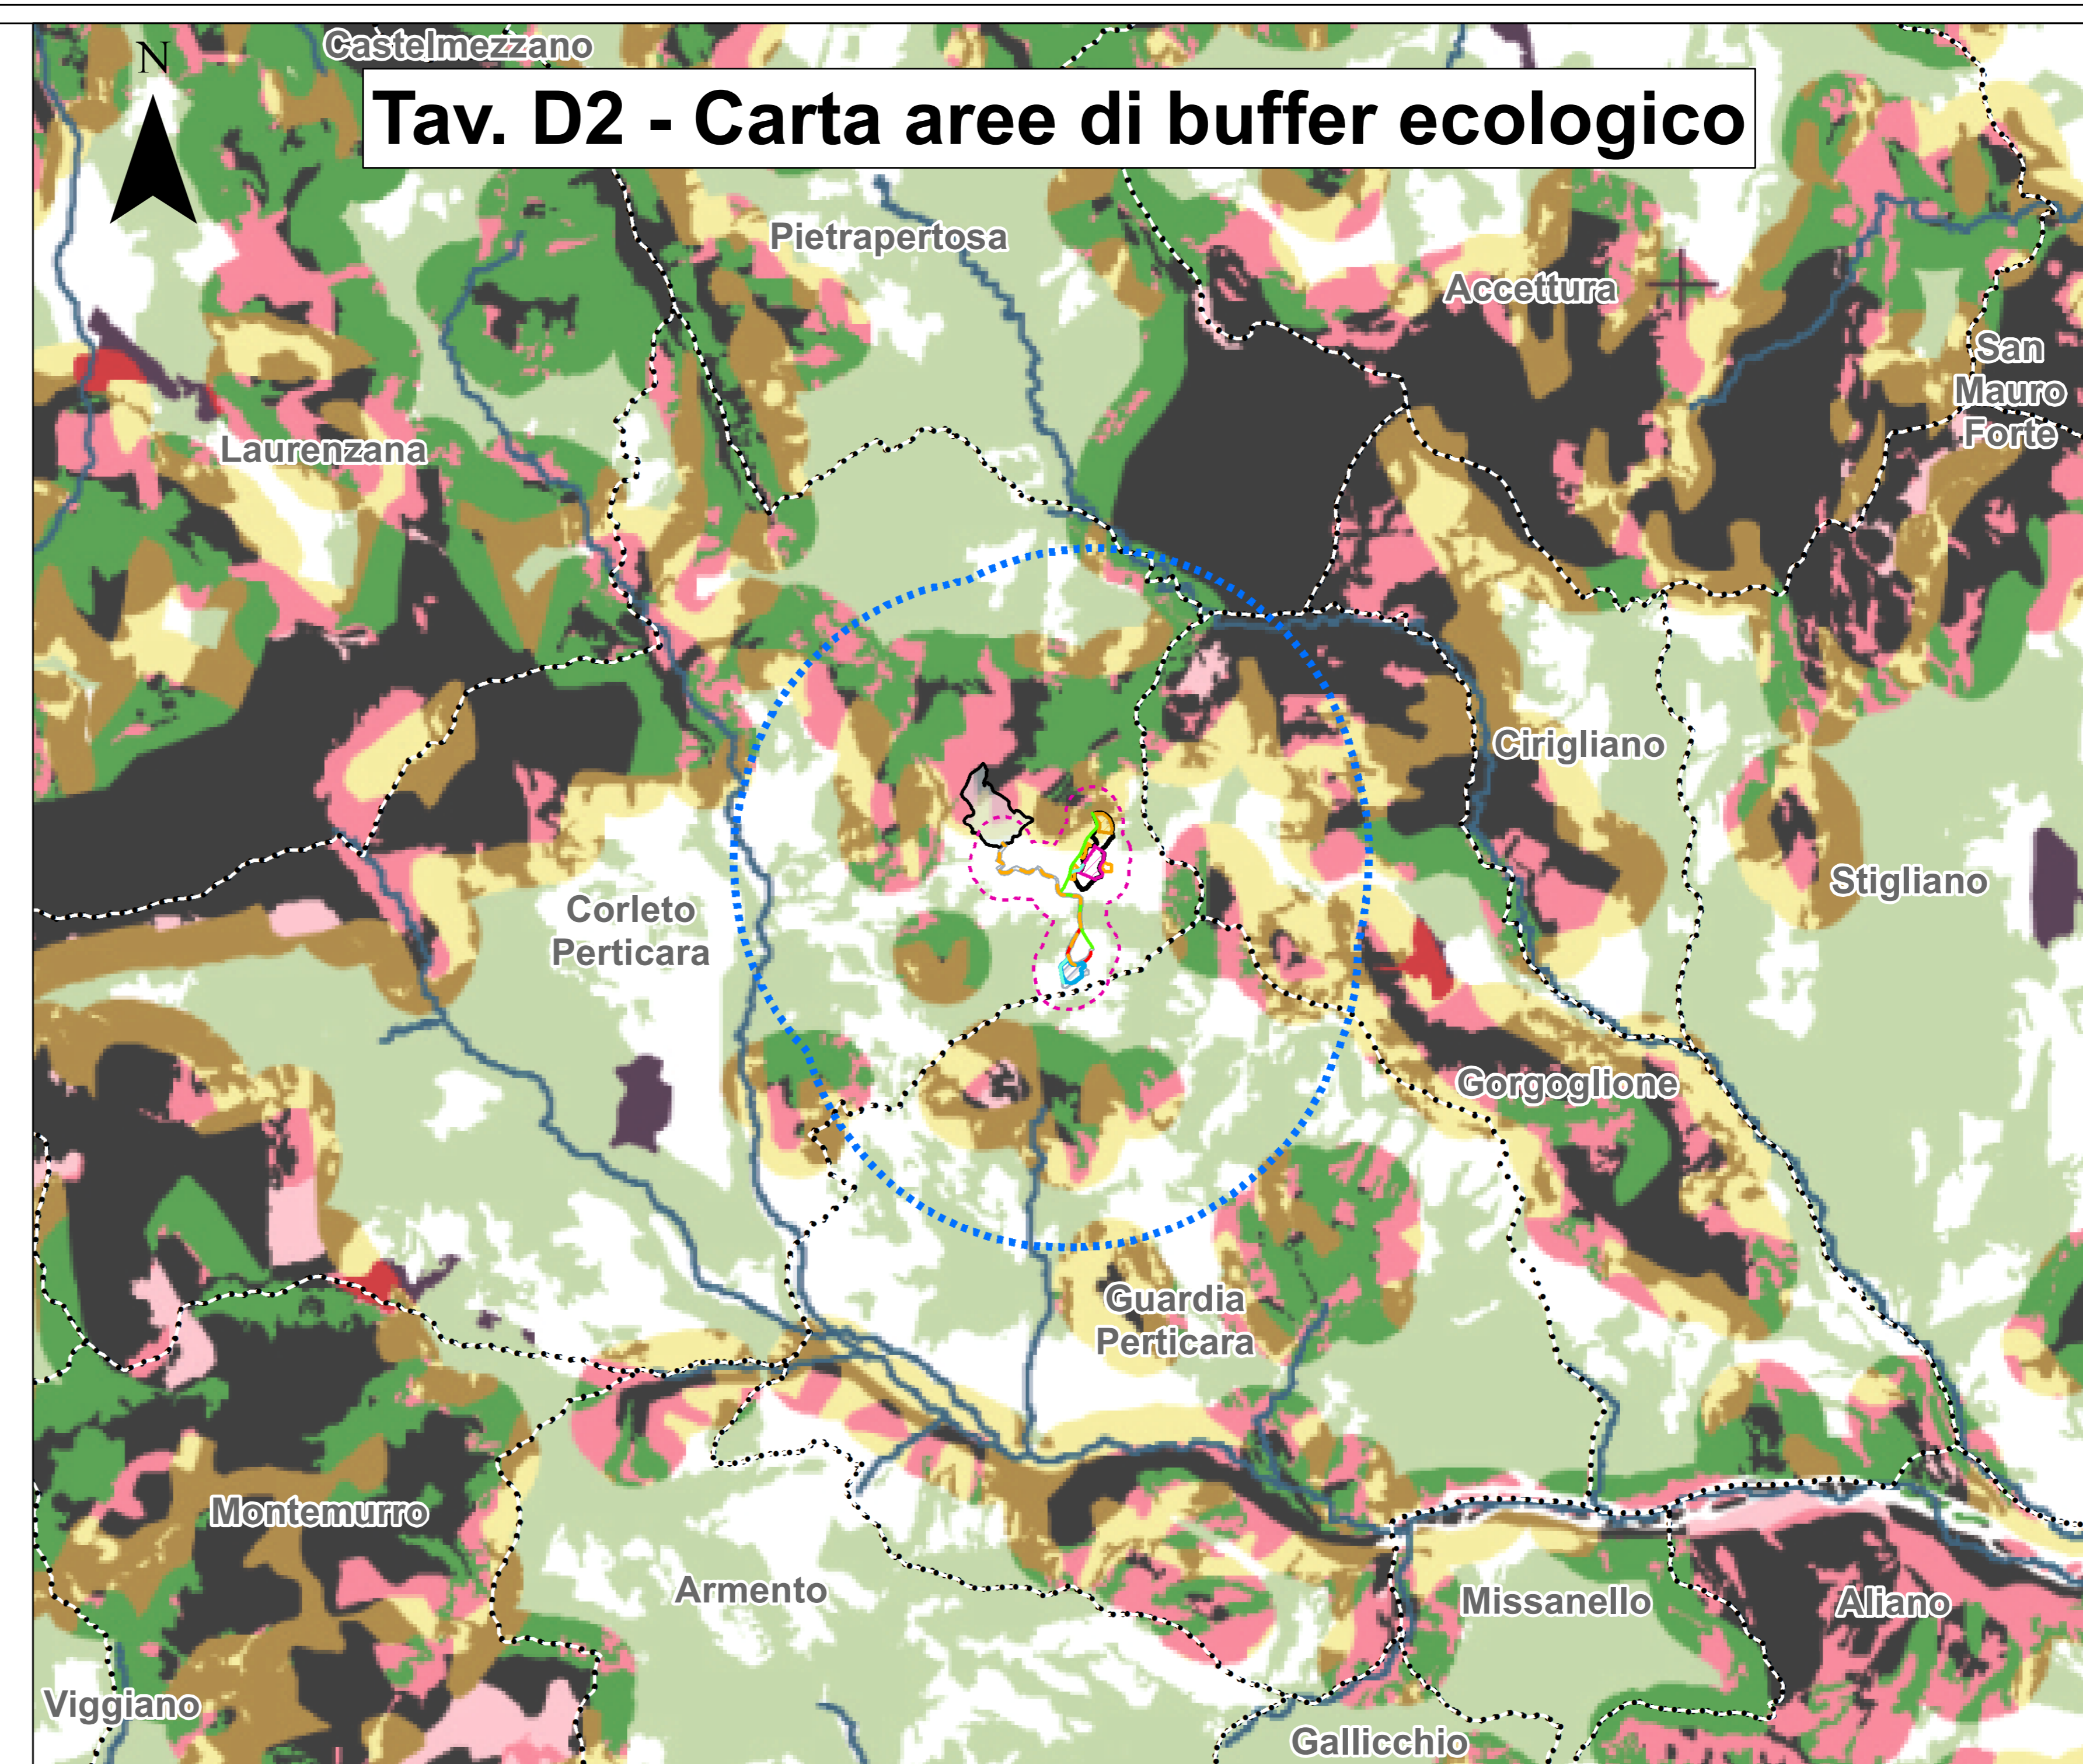 Castelmezzano
N
Tav. D2 - Carta aree di buffer ecologico
Pietrapertosa
Accettura
San
Mauro
Forte
Laurenzana
Cirigliano
Stigliano
Corleto
Perticara
Gorgoglione
Guardia
Perticara
Montemurro
Armento
Missanello
Aliano
Viggiano
Gallicchio